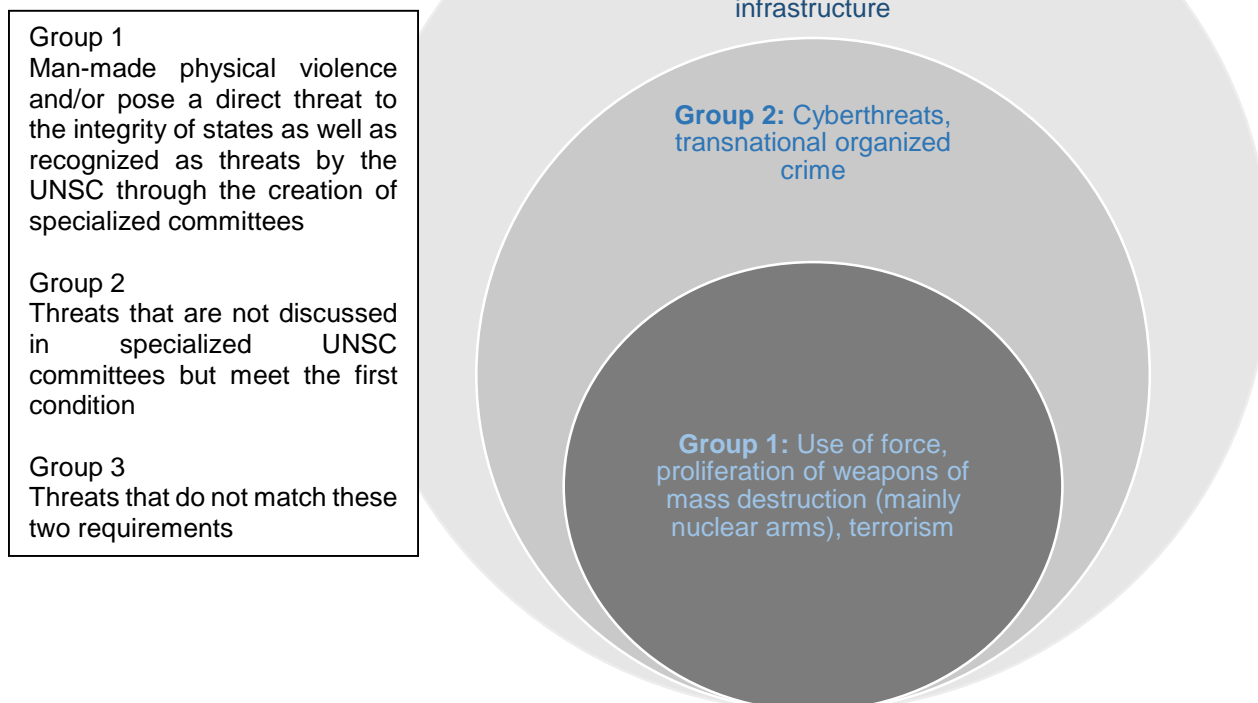 infrastructure
Group 1
Man-made physical violence
and/or pose a direct threat to
the integrity of states as well as
recognized as threats by the
UNSC through the creation of
specialized committees
Group 2
Threats that are not discussed
in specialized UNSC
committees but meet the first
condition
Group 3
Threats that do not match these
two requirements
Group 2: Cyberthreats,
transnational organized
crime
Group 1: Use of force,
proliferation of weapons of
mass destruction (mainly
nuclear arms), terrorism